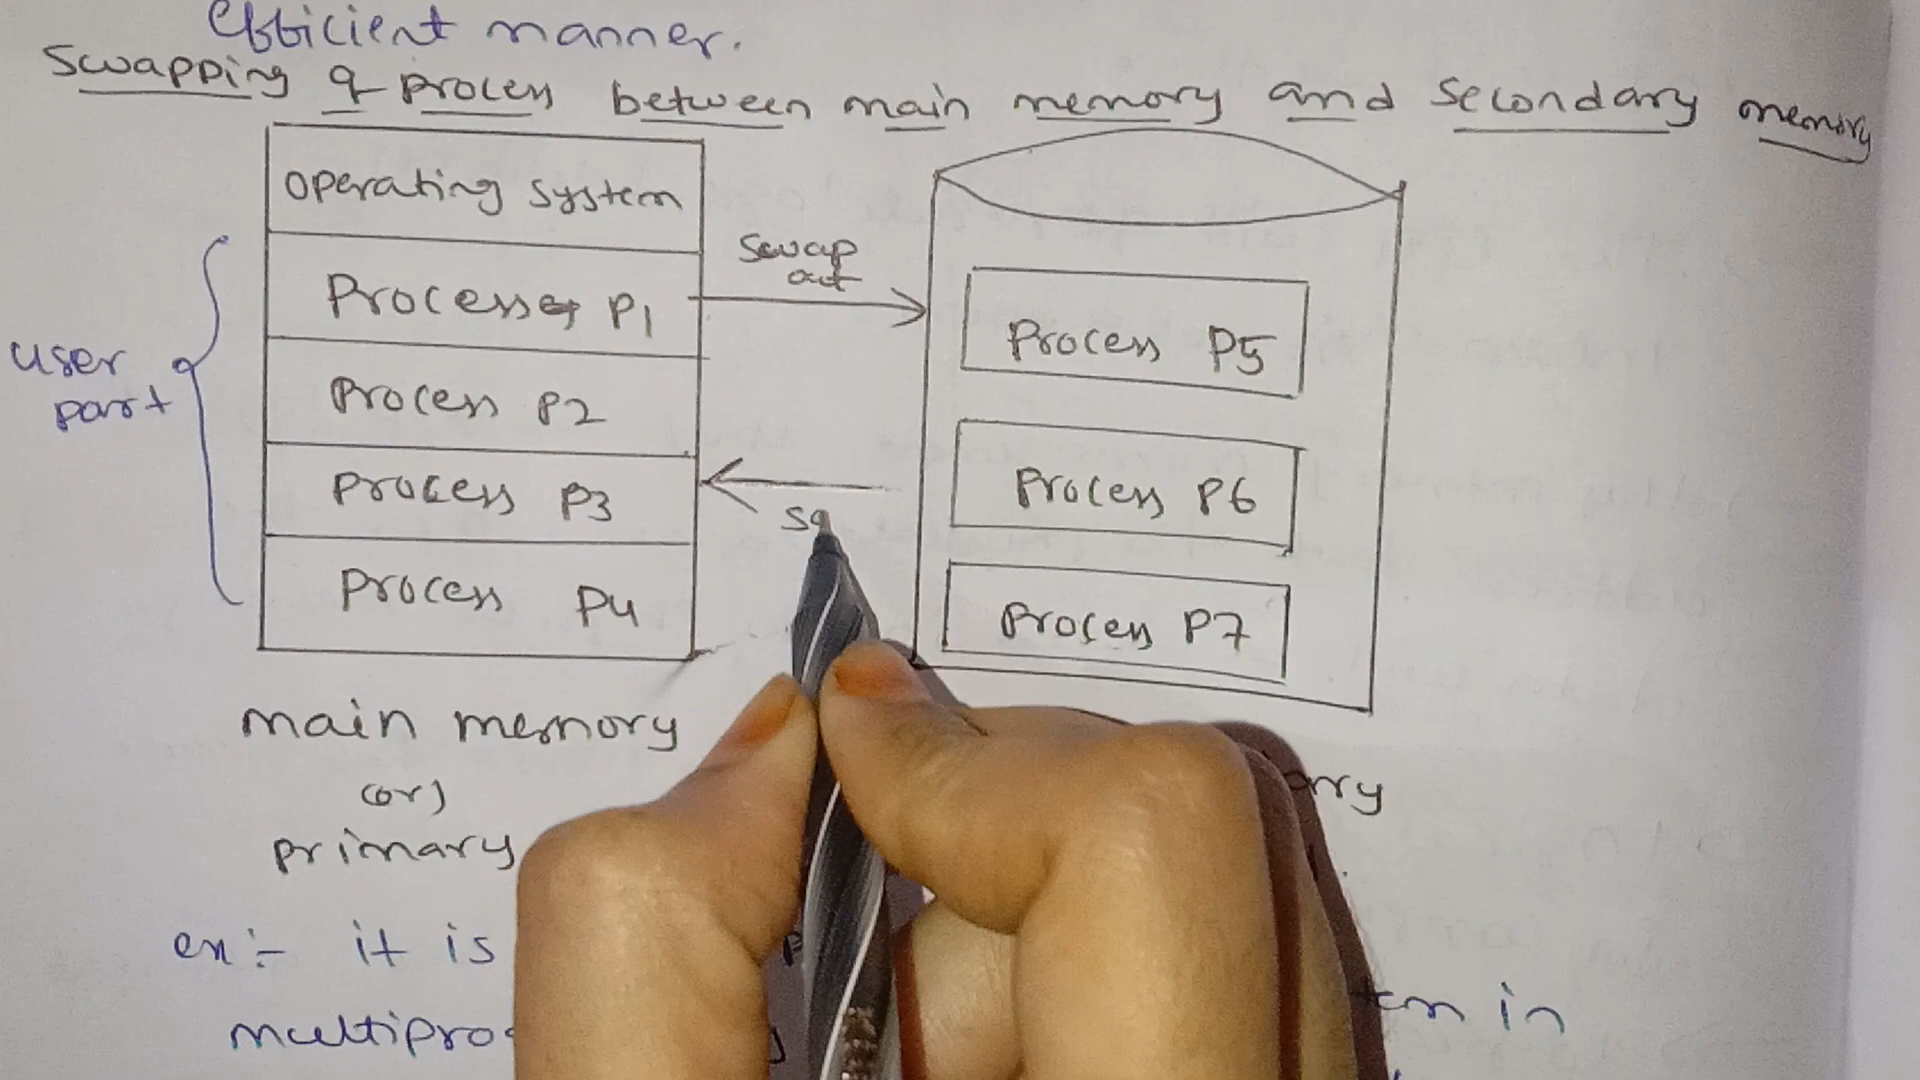 Efficient manner.
Swapping of process between main memory and secondary memory
operating system
Process P1
swap
out
Process P2
Process P3
Process P4
user
part
Process P5
Process P6
Process P7
main memory
(or)
primary
ex:- it is